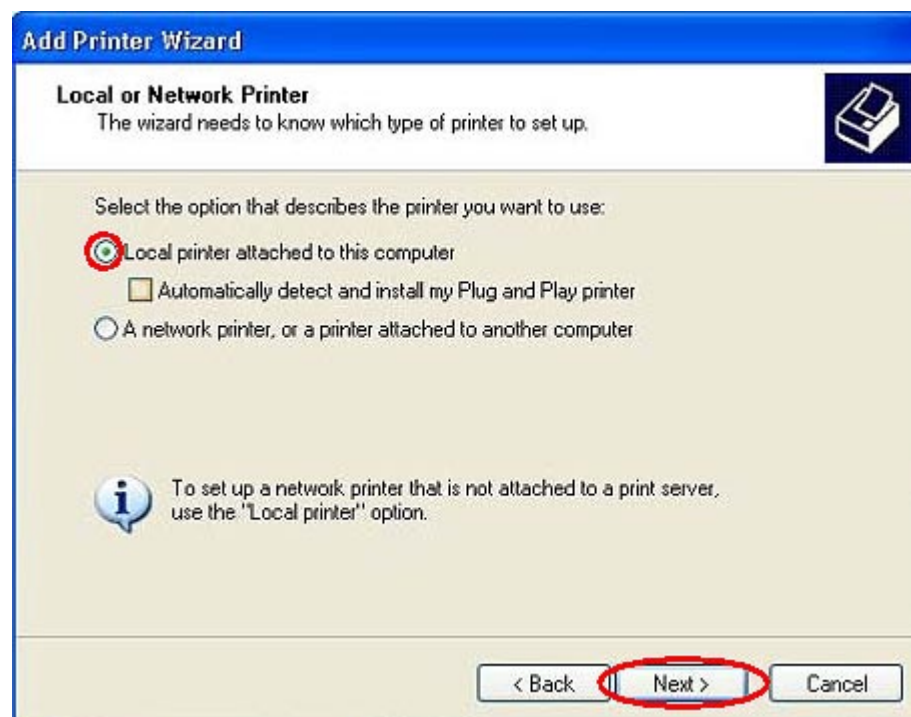 Add Printer Wizard
Local or Network Printer
The wizard needs to know which type of printer to set up.
Select the option that describes the printer you want to use:
Local printer attached to this computer
Automatically detect and install my Plug and Play printer
A network printer, or a printer attached to another computer
To set up a network printer that is not attached to a print server,
use the "Local printer" option.
< Back Next > Cancel